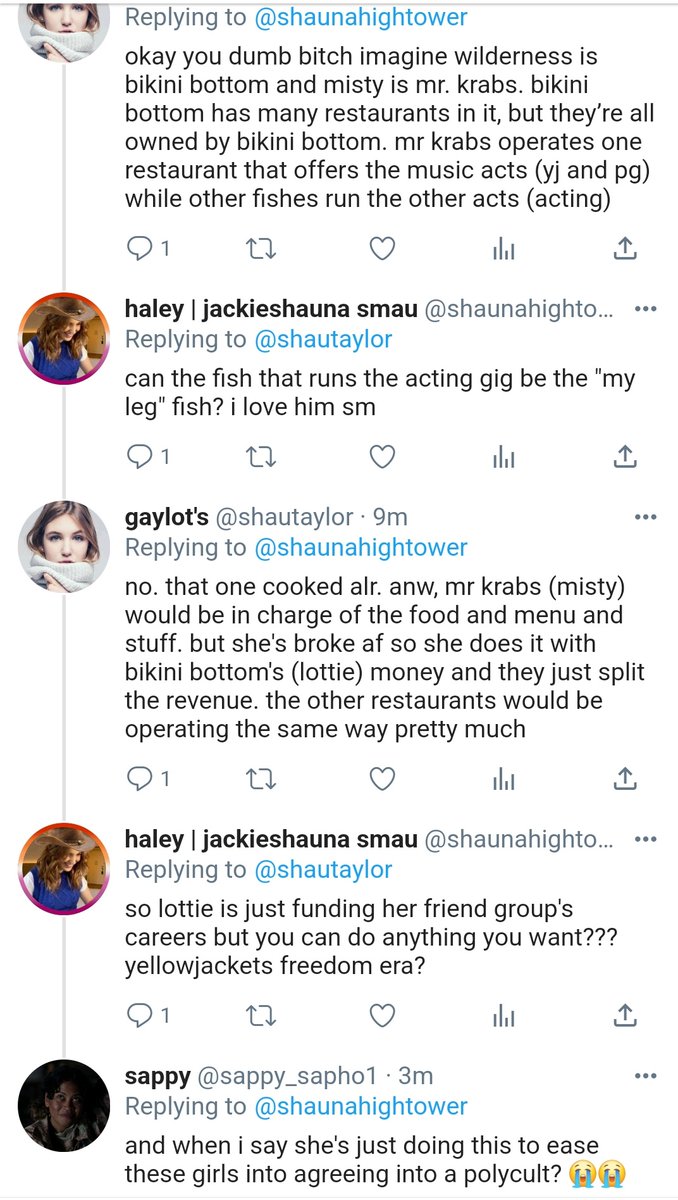 Replying to @shaunahightower
okay you dumb bitch imagine wilderness is
bikini bottom and misty is mr. krabs. bikini
bottom has many restaurants in it, but they’re all
owned by bikini bottom. mr krabs operates one
restaurant that offers the music acts (yj and pg)
while other fishes run the other acts (acting)
1
haley | jackieshauna smau @shaunahighto...
Replying to @shautaylor
can the fish that runs the acting gig be the "my
leg" fish? i love him sm
1
gaylot's @shautaylor · 9m
Replying to @shaunahightower
no. that one cooked alr. anw, mr krabs (misty)
would be in charge of the food and menu and
stuff. but she's broke af so she does it with
bikini bottom's (lottie) money and they just split
the revenue. the other restaurants would be
operating the same way pretty much
1
haley | jackieshauna smau @shaunahighto...
Replying to @shautaylor
so lottie is just funding her friend group's
careers but you can do anything you want???
yellowjackets freedom era?
1
sappy @sappy_sapho1 · 3m
Replying to @shaunahightower
and when i say she's just doing this to ease
these girls into agreeing into a polycult? 😭😭